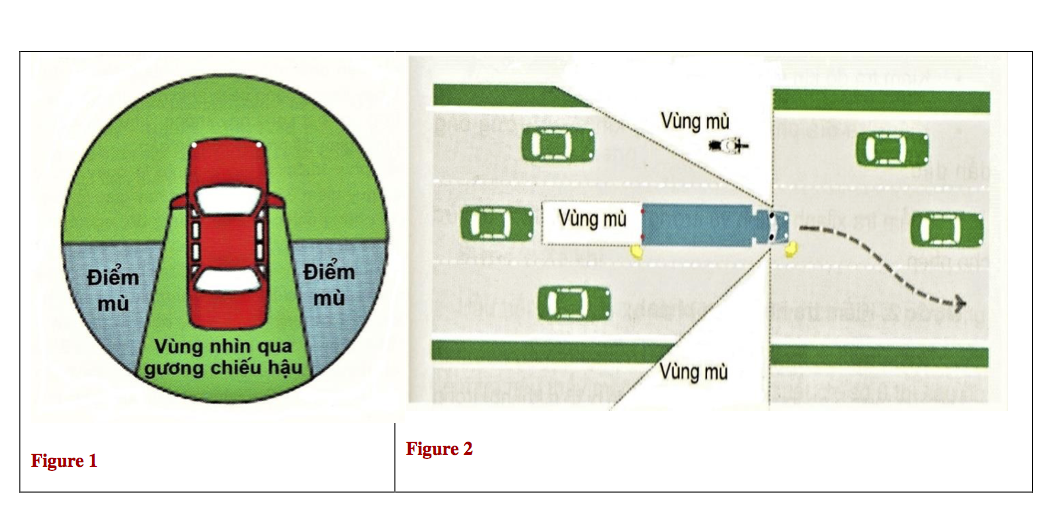 Điểm
mù
Điểm
mù
Vùng nhìn qua
gương chiếu hậu
Vùng mù
Vùng mù
Vùng mù
Figure 1
Figure 2